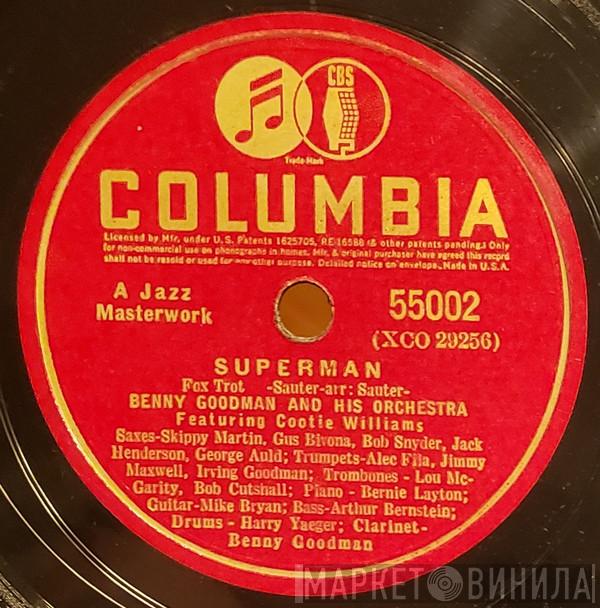 CBS
Trade Mark
COLUMBIA
Licensed by Mfr. under U.S. Patents 1625705, RE 16588 (& other patents pending.) Only
for non-commercial use on phonographs in homes. Mfr. & original purchaser have agreed this record
shall not be resold or used for any other purpose. Detailed notice on envelope. Made in U.S.A.
A Jazz
Masterwork
55002
(XCO 29256)
SUPERMAN
Fox Trot -Sauter-arr: Sauter-
BENNY GOODMAN AND HIS ORCHESTRA
Featuring Cootie Williams
Saxes-Skippy Martin, Gus Bivona, Bob Snyder, Jack
Henderson, George Auld; Trumpets-Alec Fila, Jimmy
Maxwell, Irving Goodman; Trombones - Lou Mc-
Garity, Bob Cutshall; Piano - Bernie Layton;
Guitar-Mike Bryan; Bass-Arthur Bernstein;
Drums - Harry Yaeger; Clarinet-
Benny Goodman
МАРКЕТ ВИНИЛА